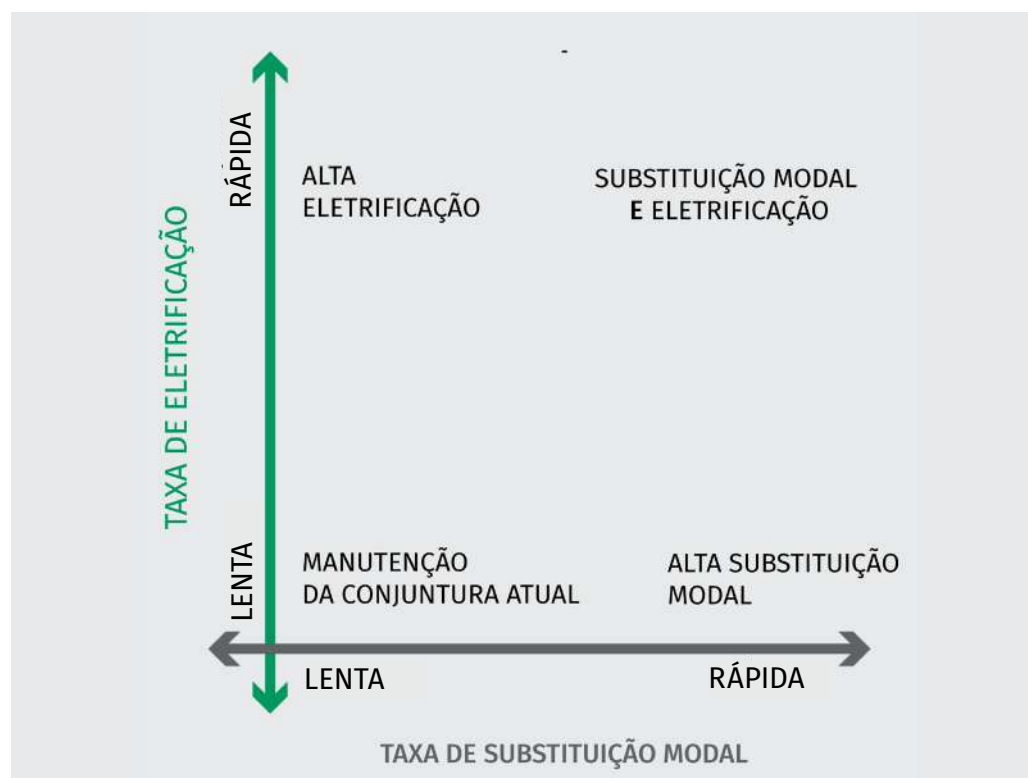 -
RÁPIDA
ALTA
ELETRIFICAÇÃO
SUBSTITUIÇÃO MODAL
E ELETRIFICAÇÃO
TAXA DE ELETRIFICAÇÃO
LENTA
MANUTENÇÃO
DA CONJUNTURA ATUAL
ALTA SUBSTITUIÇÃO
MODAL
LENTA
RÁPIDA
TAXA DE SUBSTITUIÇÃO MODAL